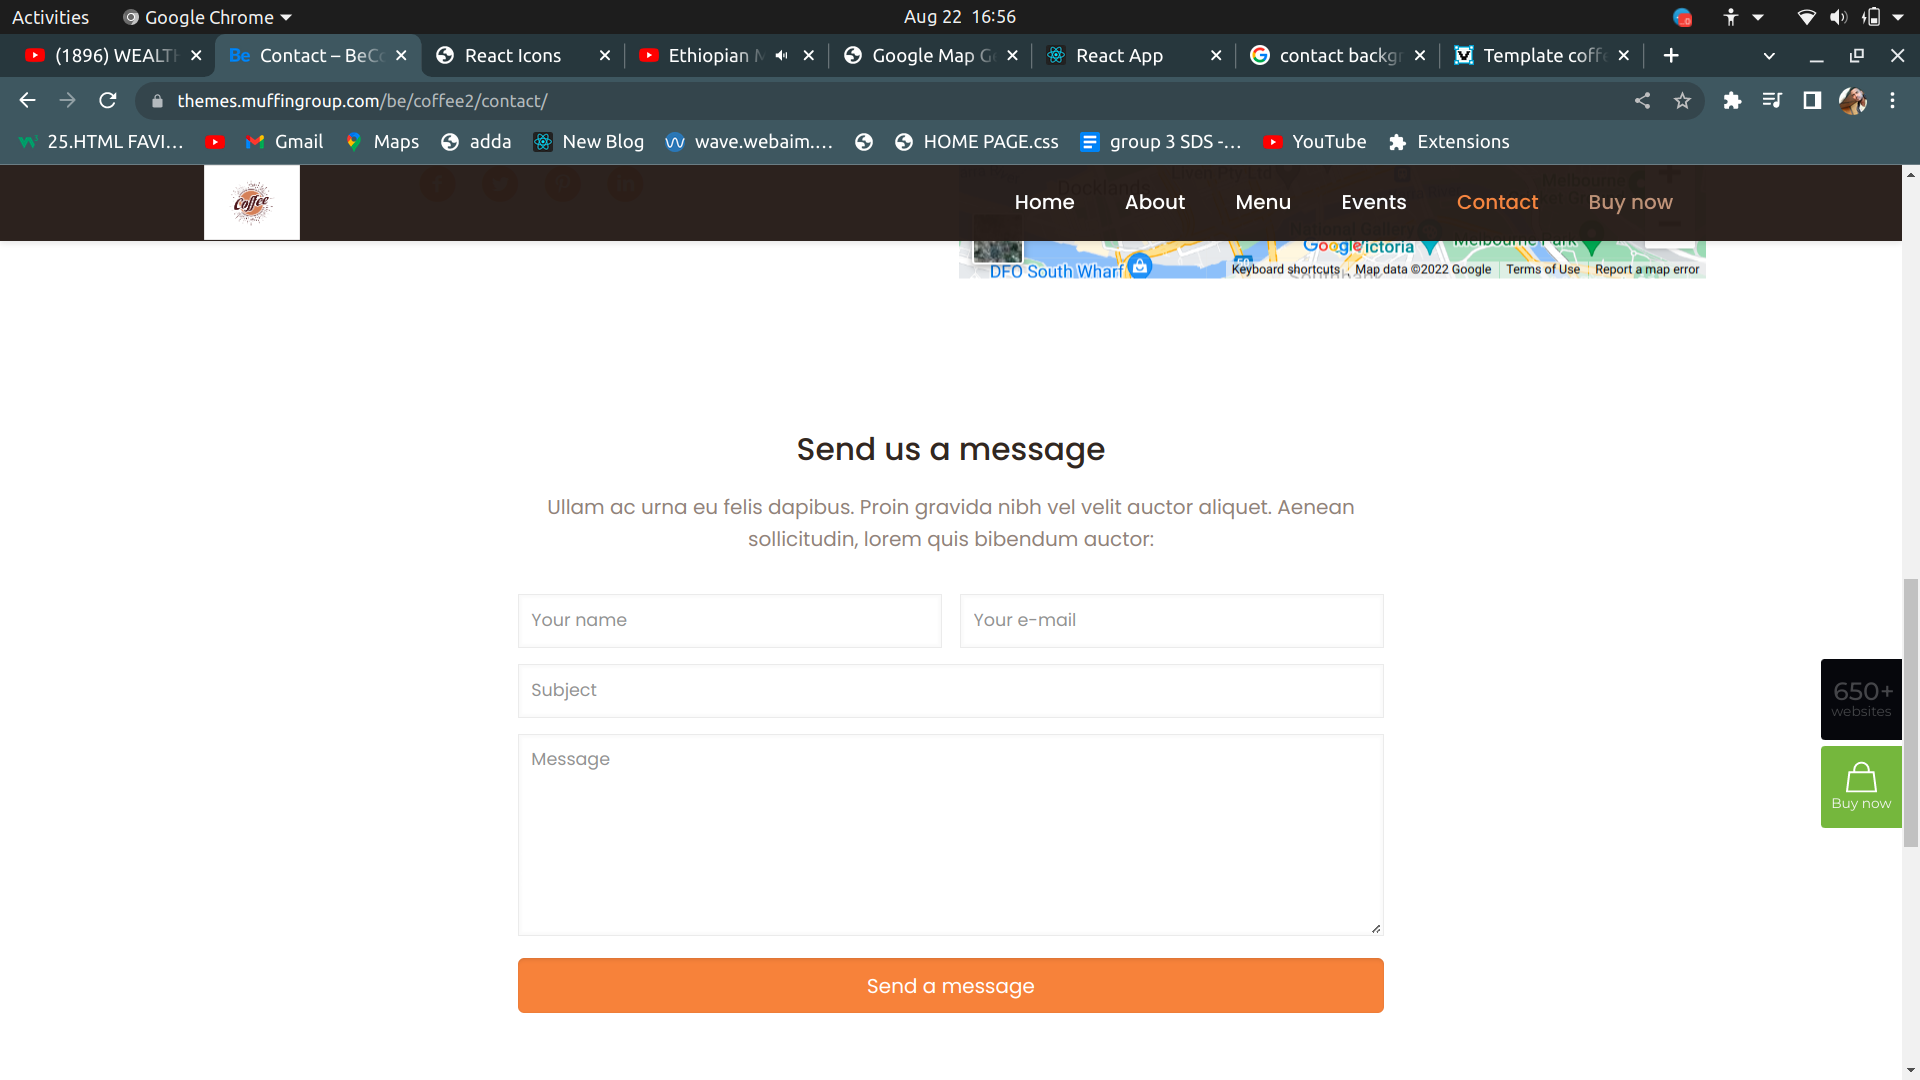 Activities Google Chrome Aug 22 16:56
(1896) WEALTH Contact – BeCo React Icons Ethiopian M Google Map Ge React App contact backgr Template coffe
themes.muffingroup.com/be/coffee2/contact/
25.HTML FAVI... Gmail Maps adda New Blog wave.webaim.... HOME PAGE.css group 3 SDS -... YouTube Extensions
Coffee Home About Menu Events Contact Buy now
Google Victoria Melbourne Park
DFO South Wharf Keyboard shortcuts Map data ©2022 Google Terms of Use Report a map error
Send us a message
Ullam ac urna eu felis dapibus. Proin gravida nibh vel velit auctor aliquet. Aenean
sollicitudin, lorem quis bibendum auctor:
Your name Your e-mail
Subject
650+
websites
Message
Buy now
Send a message